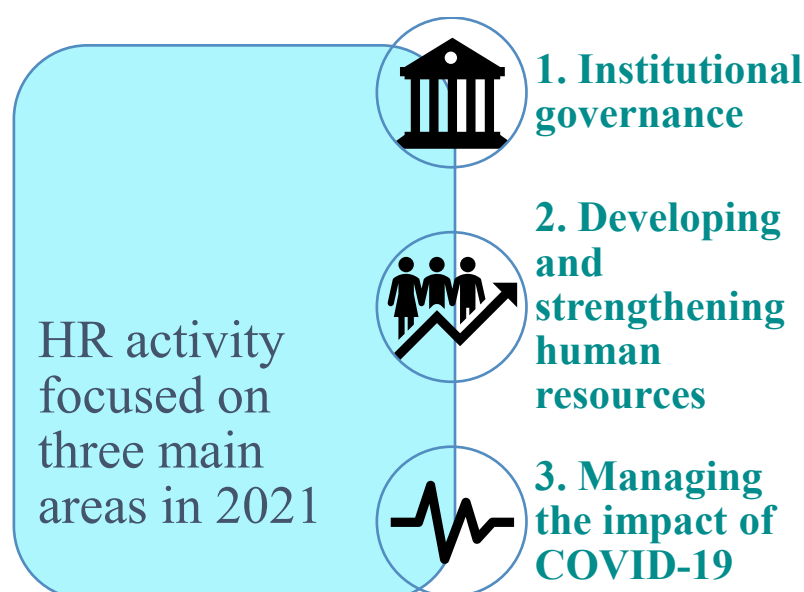 HR activity
focused on
three main
areas in 2021
1. Institutional
governance
2. Developing
and
strengthening
human
resources
3. Managing
the impact of
COVID-19